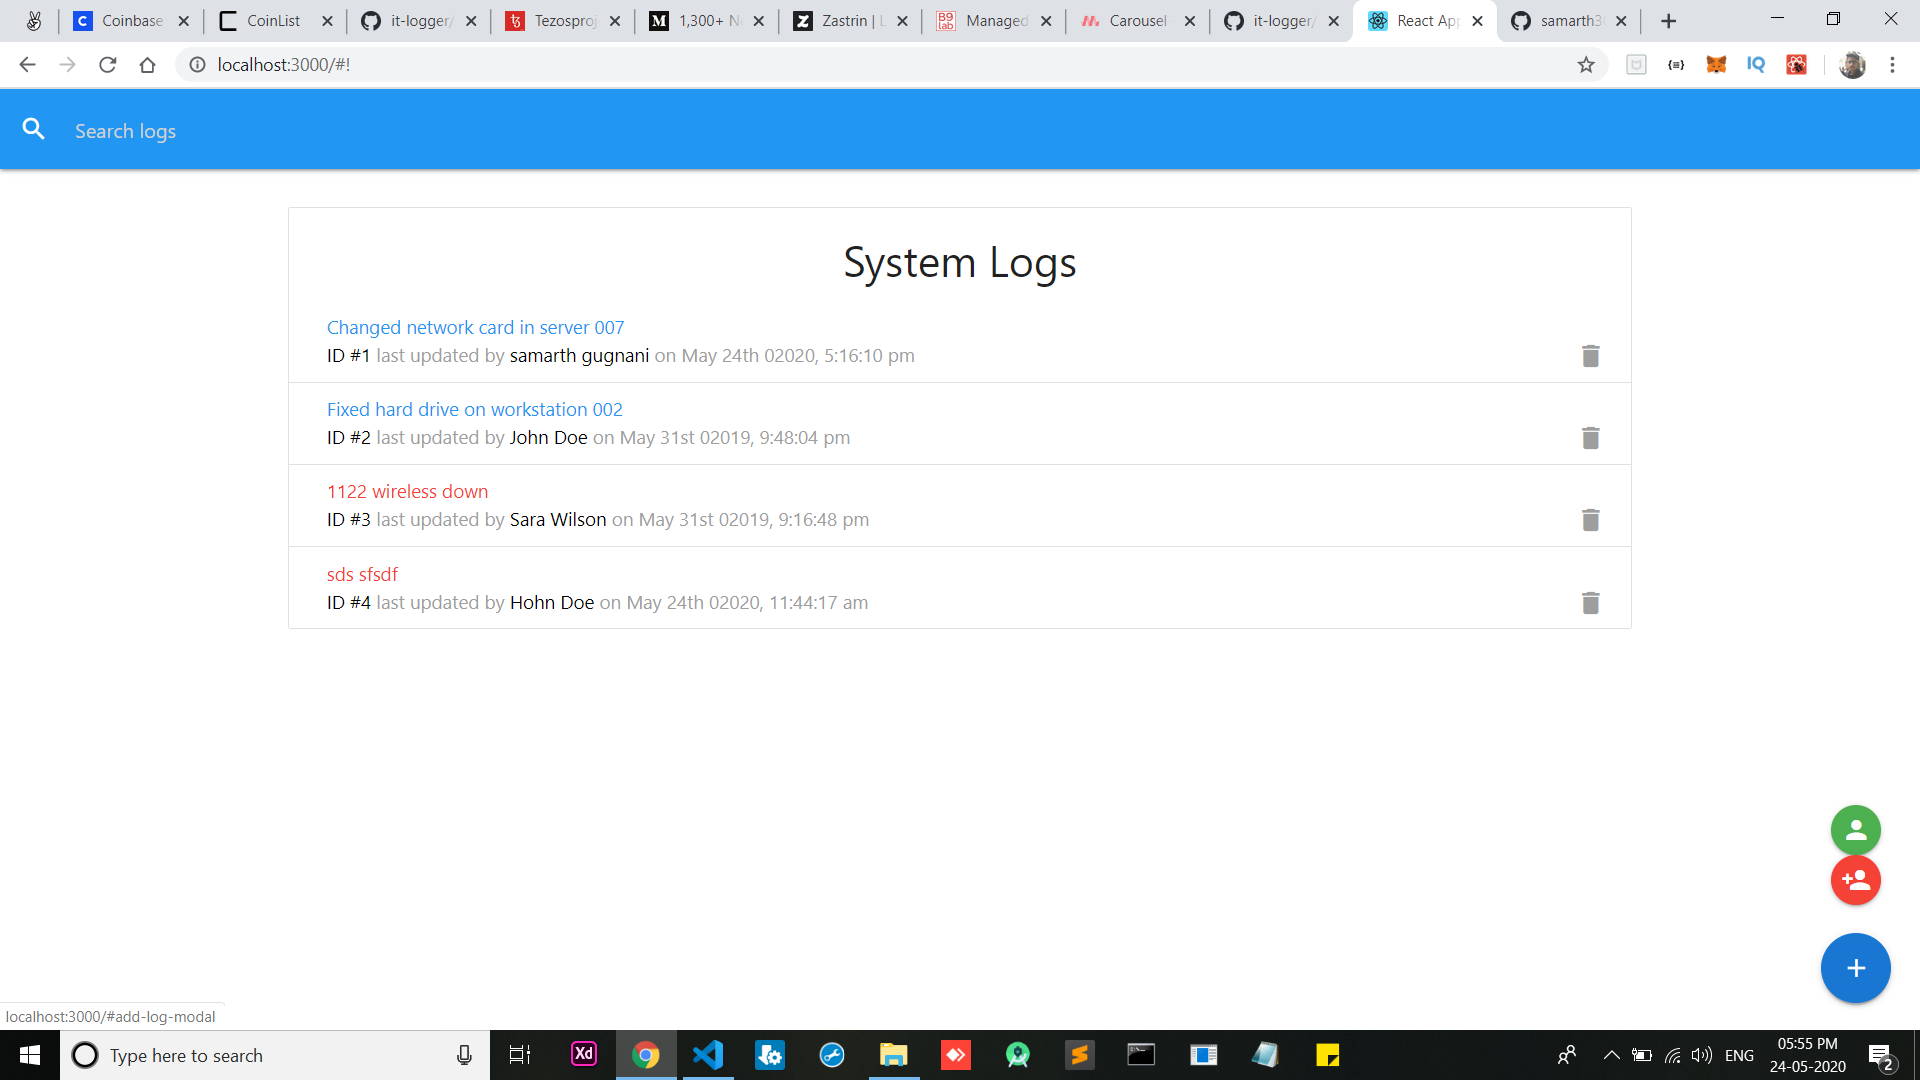 Coinbase
CoinList
it-logger/
Tezosproj
1,300+ N
Zastrin | L
B9 lab
Managed
Carousel
it-logger/
React App
samarth3
localhost:3000/#!
IQ
Search logs
System Logs
Changed network card in server 007
ID #1 last updated by samarth gugnani on May 24th 02020, 5:16:10 pm
Fixed hard drive on workstation 002
ID #2 last updated by John Doe on May 31st 02019, 9:48:04 pm
1122 wireless down
ID #3 last updated by Sara Wilson on May 31st 02019, 9:16:48 pm
sds sfsdf
ID #4 last updated by Hohn Doe on May 24th 02020, 11:44:17 am
localhost:3000/#add-log-modal
Type here to search
Xd
ENG
05:55 PM
24-05-2020
2